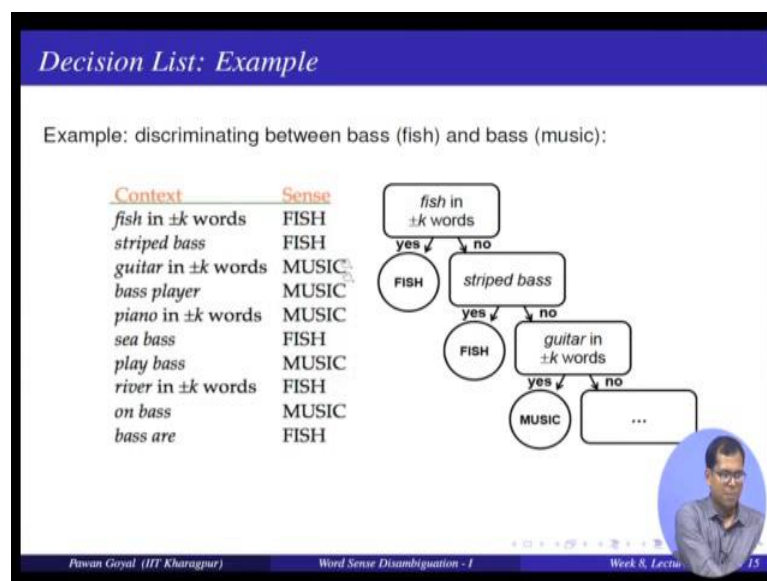 Decision List: Example
Example: discriminating between bass (fish) and bass (music):
Context Sense
fish in ±k words FISH
striped bass FISH
guitar in ±k words MUSIC
bass player MUSIC
piano in ±k words MUSIC
sea bass FISH
play bass MUSIC
river in ±k words FISH
on bass MUSIC
bass are FISH
fish in
±k words
yes no
FISH
striped bass
yes no
FISH
guitar in
±k words
yes no
MUSIC
...
Pawan Goyal (IIT Kharagpur) Word Sense Disambiguation - I Week 8, 15